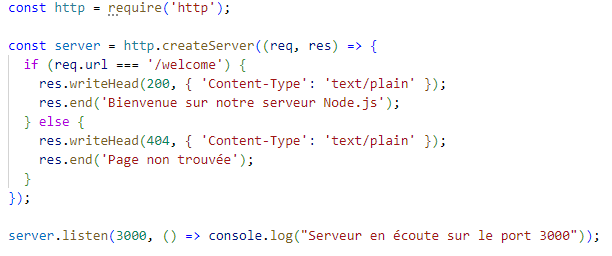 const http = require('http');
const server = http.createServer((req, res) => {
if (req.url === '/welcome') {
res.writeHead(200, { 'Content-Type': 'text/plain' });
res.end('Bienvenue sur notre serveur Node.js');
} else {
res.writeHead(404, { 'Content-Type': 'text/plain' });
res.end('Page non trouvée');
}
});
server.listen(3000, () => console.log("Serveur en écoute sur le port 3000"));